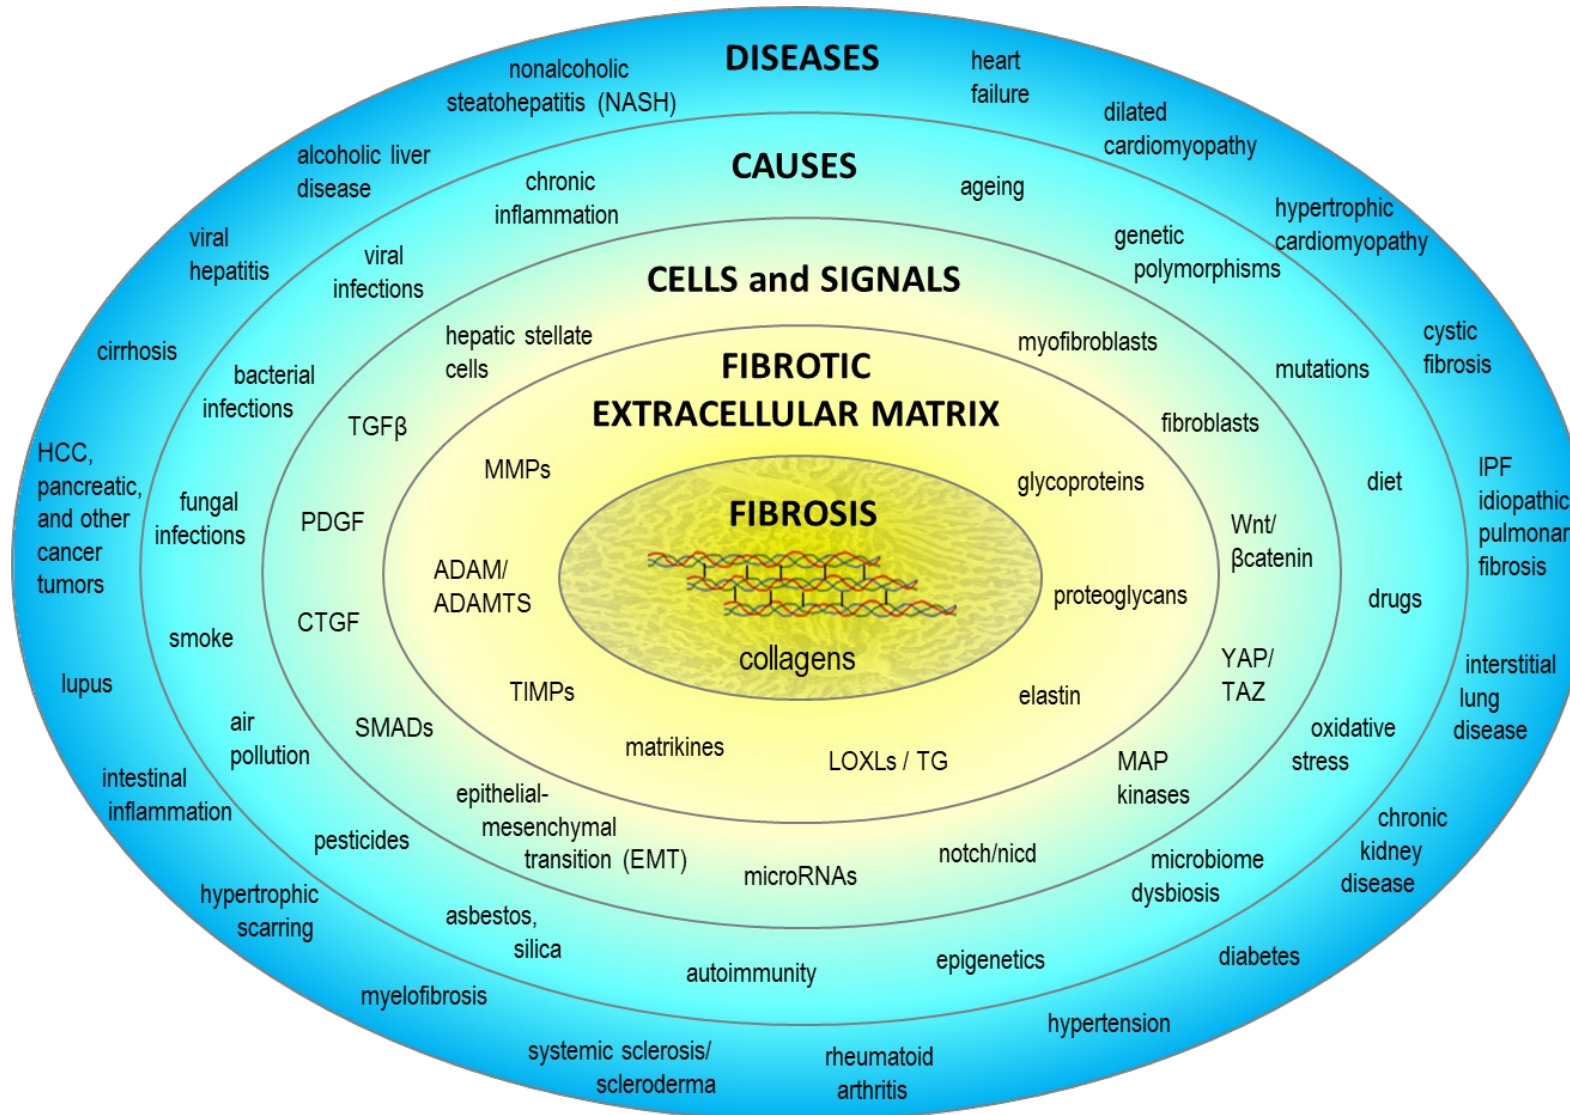 DISEASES
nonalcoholic
steatohepatitis (NASH)
heart
failure
dilated
cardiomyopathy
hypertrophic
cardiomyopathy
cystic
fibrosis
IPF
idiopathic
pulmonar
fibrosis
interstitial
lung
disease
chronic
kidney
disease
diabetes
hypertension
rheumatoid
arthritis
systemic sclerosis/
scleroderma
myelofibrosis
hypertrophic
scarring
intestinal
inflammation
lupus
HCC,
pancreatic,
and other
cancer
tumors
cirrhosis
viral
hepatitis
alcoholic liver
disease
CAUSES
chronic
inflammation
ageing
genetic
polymorphisms
mutations
diet
drugs
oxidative
stress
microbiome
dysbiosis
epigenetics
autoimmunity
asbestos,
silica
pesticides
air
pollution
smoke
fungal
infections
bacterial
infections
viral
infections
CELLS and SIGNALS
hepatic stellate
cells
myofibroblasts
fibroblasts
Wnt/
βcatenin
YAP/
TAZ
MAP
kinases
notch/nicd
microRNAs
epithelial-
mesenchymal
transition (EMT)
SMADs
CTGF
PDGF
TGFβ
FIBROTIC
EXTRACELLULAR MATRIX
MMPs
glycoproteins
proteoglycans
elastin
LOXLs / TG
matrikines
TIMPs
ADAM/
ADAMTS
FIBROSIS
collagens